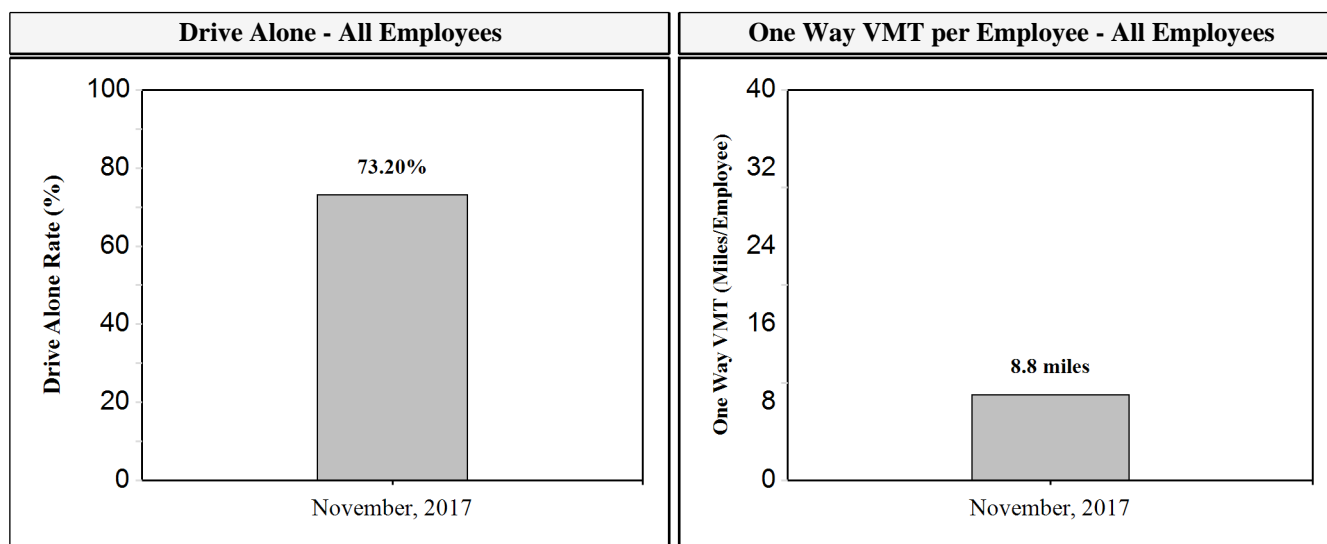 Drive Alone - All Employees
100
80
60
40
20
0
Drive Alone Rate (%)
73.20%
November, 2017
One Way VMT per Employee - All Employees
40
32
24
16
8
0
One Way VMT (Miles/Employee)
8.8 miles
November, 2017